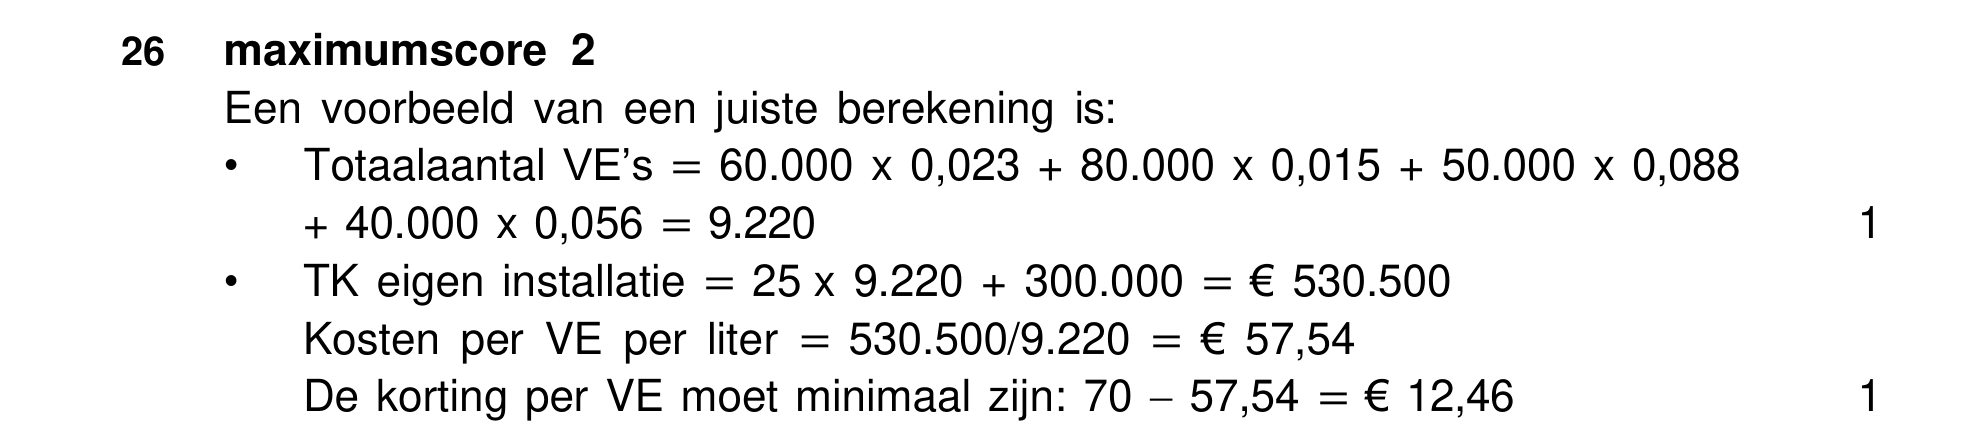 26 maximumscore 2
Een voorbeeld van een juiste berekening is:
• Totaalaantal VE’s = 60.000 x 0,023 + 80.000 x 0,015 + 50.000 x 0,088
+ 40.000 x 0,056 = 9.220 1
• TK eigen installatie = 25 x 9.220 + 300.000 = € 530.500
Kosten per VE per liter = 530.500/9.220 = € 57,54
De korting per VE moet minimaal zijn: 70 – 57,54 = € 12,46 1